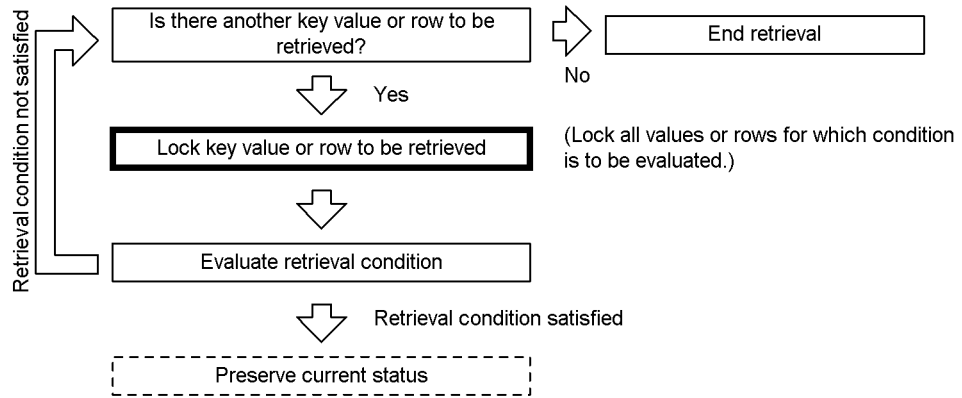 Is there another key value or row to be
retrieved?
End retrieval
No
Yes
Retrieval condition not satisfied
Lock key value or row to be retrieved
(Lock all values or rows for which condition
is to be evaluated.)
Evaluate retrieval condition
Retrieval condition satisfied
Preserve current status